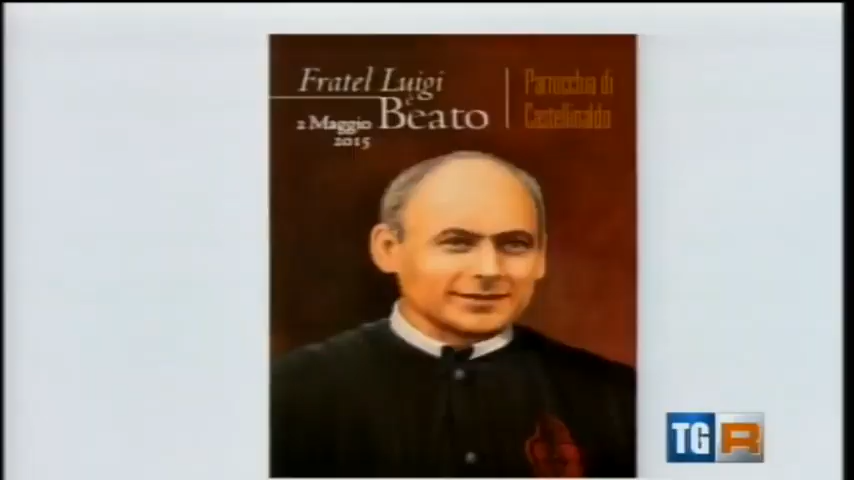 Fratel Luigi
è
Beato
2 Maggio
2015
Parrocchia di
Castellinaldo
TGR